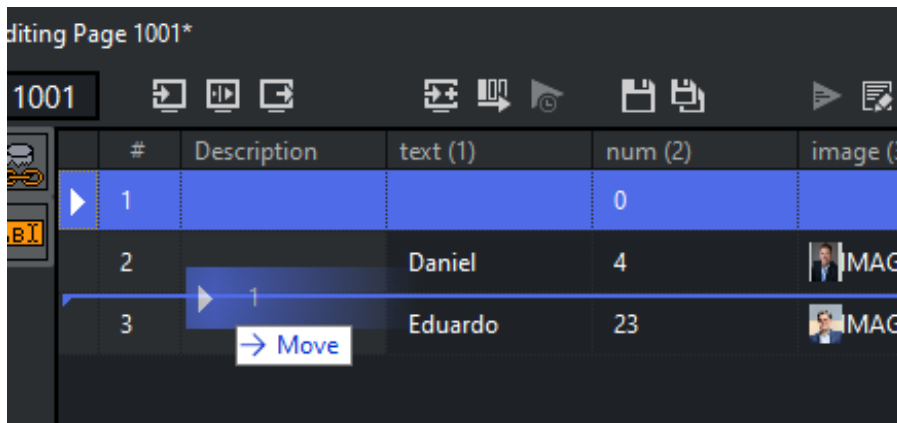 diting Page 1001*
1001
# Description text (1) num (2) image (
1 0
BI
2 Daniel 4 IMAG
1
3 Eduardo 23 IMAG
→ Move